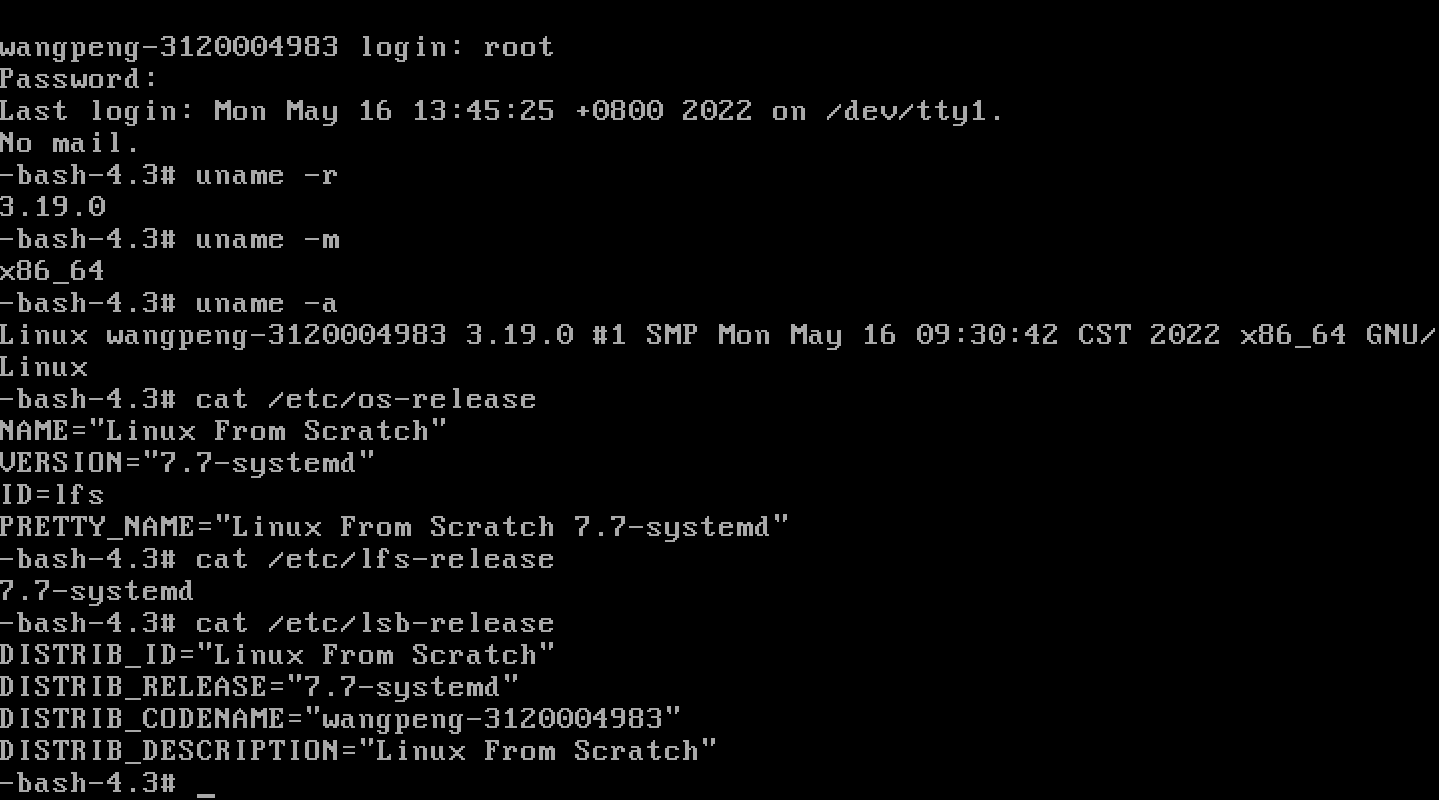 wangpeng-3120004983 login: root
Password:
Last login: Mon May 16 13:45:25 +0800 2022 on /dev/tty1.
No mail.
-bash-4.3# uname -r
3.19.0
-bash-4.3# uname -m
x86_64
-bash-4.3# uname -a
Linux wangpeng-3120004983 3.19.0 #1 SMP Mon May 16 09:30:42 CST 2022 x86_64 GNU/
Linux
-bash-4.3# cat /etc/os-release
NAME="Linux From Scratch"
VERSION="7.7-systemd"
ID=lfs
PRETTY_NAME="Linux From Scratch 7.7-systemd"
-bash-4.3# cat /etc/lfs-release
7.7-systemd
-bash-4.3# cat /etc/lsb-release
DISTRIB_ID="Linux From Scratch"
DISTRIB_RELEASE="7.7-systemd"
DISTRIB_CODENAME="wangpeng-3120004983"
DISTRIB_DESCRIPTION="Linux From Scratch"
-bash-4.3# _